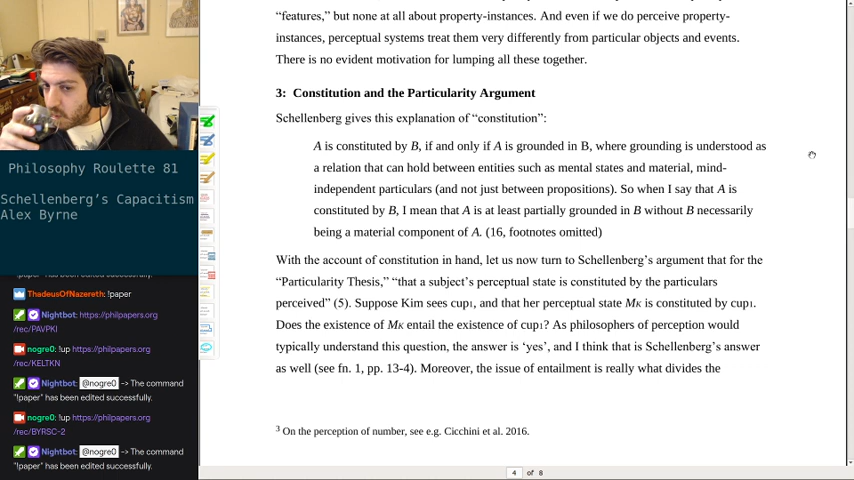 Philosophy Roulette 81
Schellenberg's Capacitism
Alex Byrne
!paper" has been edited successfully.
ThadeusOfNazereth: !paper
Nightbot: https://philpapers.org
/rec/PAVPKI
nogre0: !up https://philpapers.org
/rec/KELTKN
Nightbot: @nogre0 -> The command
"!paper" has been edited successfully.
nogre0: !up https://philpapers.org
/rec/BYRSC-2
Nightbot: @nogre0 -> The command
"!paper" has been edited successfully.
"features," but none at all about property-instances. And even if we do perceive property-
instances, perceptual systems treat them very differently from particular objects and events.
There is no evident motivation for lumping all these together.
3: Constitution and the Particularity Argument
Schellenberg gives this explanation of "constitution":
A is constituted by B, if and only if A is grounded in B, where grounding is understood as
a relation that can hold between entities such as mental states and material, mind-
independent particulars (and not just between propositions). So when I say that A is
constituted by B, I mean that A is at least partially grounded in B without B necessarily
being a material component of A. (16, footnotes omitted)
With the account of constitution in hand, let us now turn to Schellenberg's argument that for the
"Particularity Thesis," "that a subject's perceptual state is constituted by the particulars
perceived" (5). Suppose Kim sees cup1, and that her perceptual state MK is constituted by cup1.
Does the existence of MK entail the existence of cup1? As philosophers of perception would
typically understand this question, the answer is 'yes', and I think that is Schellenberg's answer
as well (see fn. 1, pp. 13-4). Moreover, the issue of entailment is really what divides the
3 On the perception of number, see e.g. Cicchini et al. 2016.
4 of 8